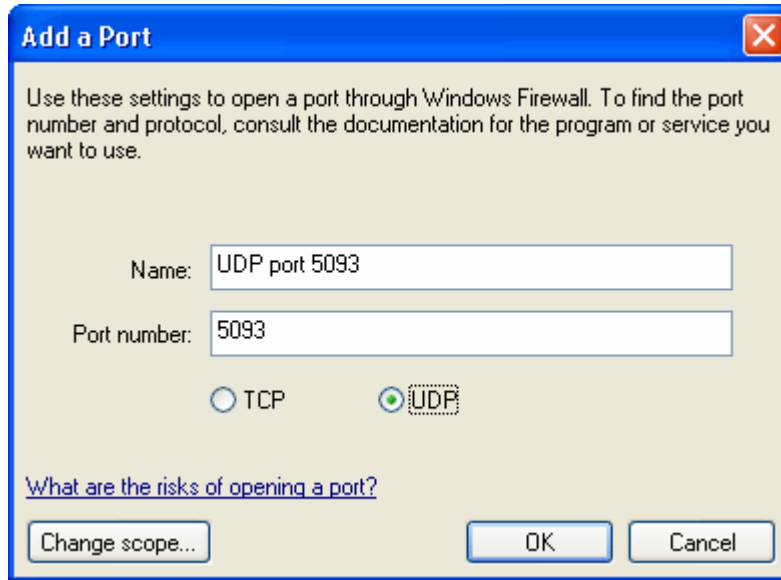 Add a Port
Use these settings to open a port through Windows Firewall. To find the port
number and protocol, consult the documentation for the program or service you
want to use.
Name: UDP port 5093
Port number: 5093
TCP UDP
What are the risks of opening a port?
Change scope... OK Cancel